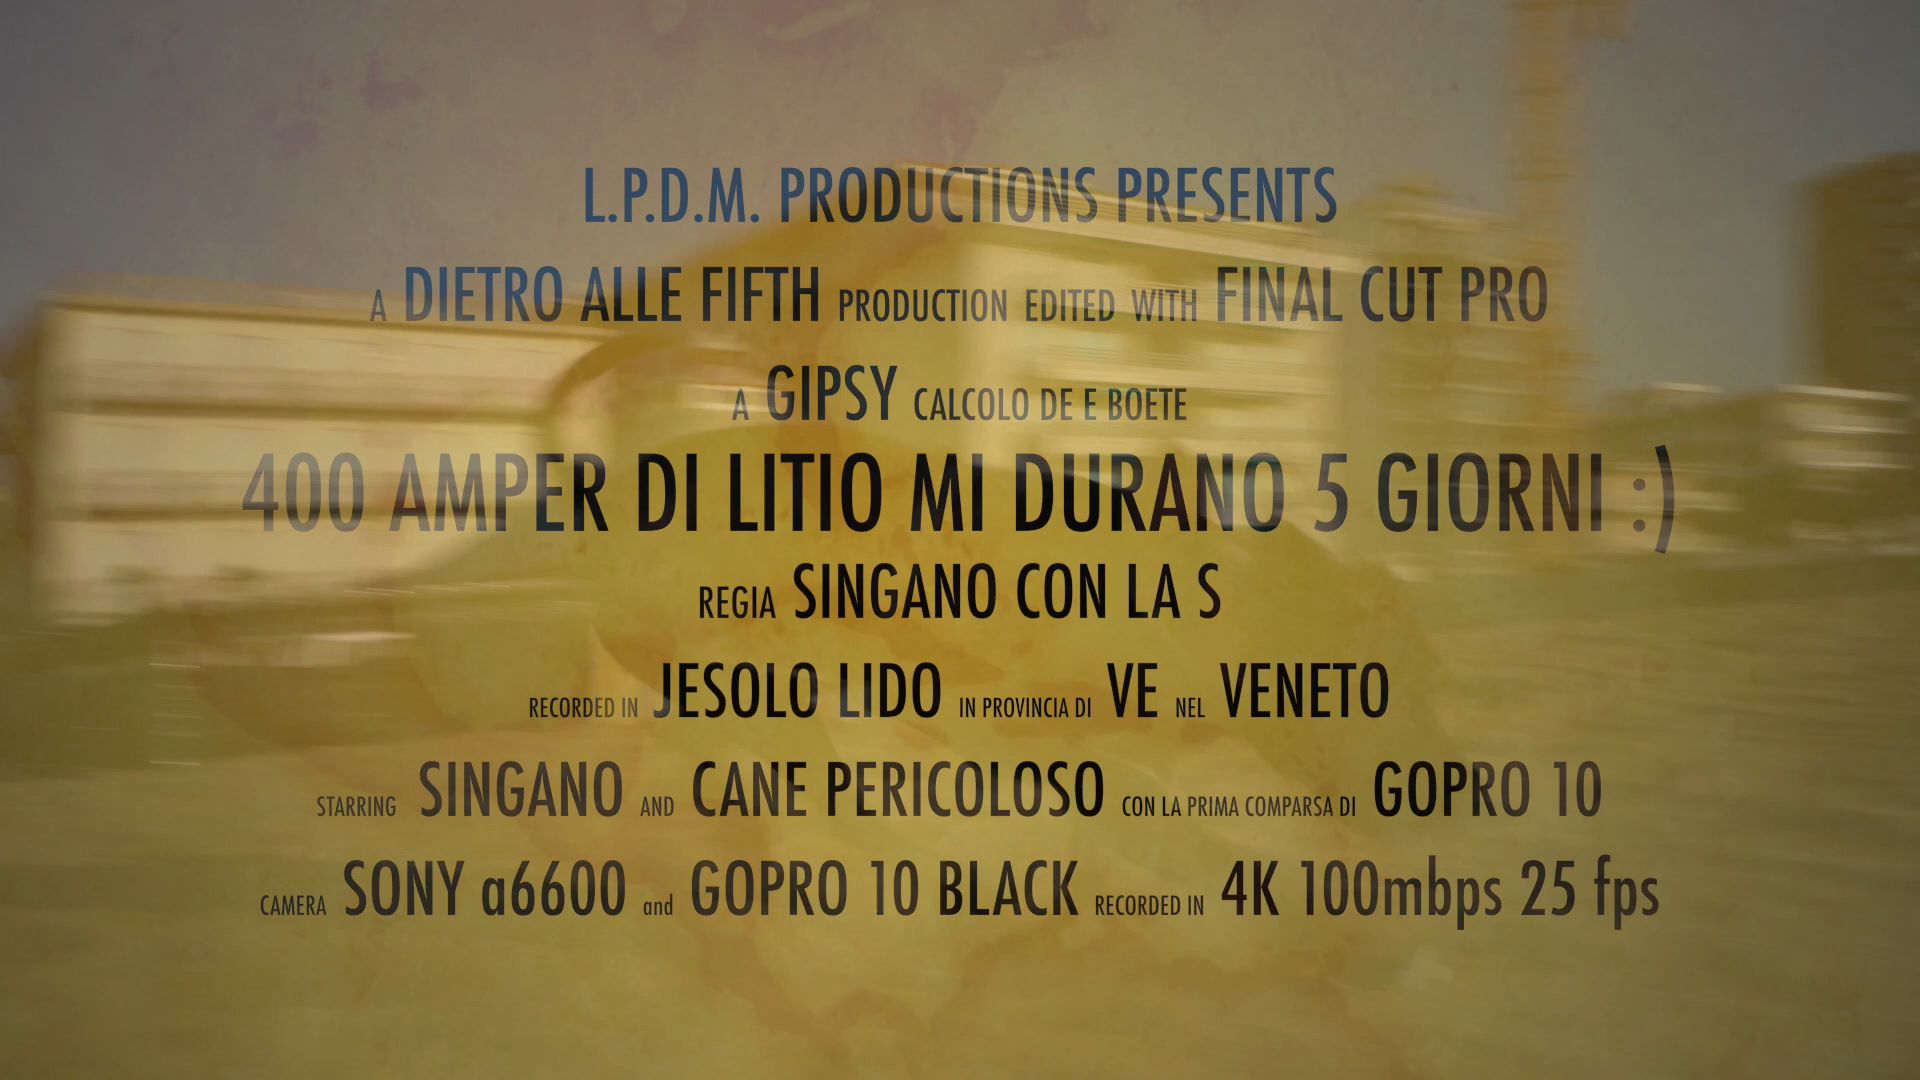 L.P.D.M. PRODUCTIONS PRESENTS
A DIETRO ALLE FIFTH PRODUCTION EDITED WITH FINAL CUT PRO
A GIPSY CALCOLO DE E BOETE
400 AMPER DI LITIO MI DURANO 5 GIORNI :)
REGIA SINGANO CON LA S
RECORDED IN JESOLO LIDO IN PROVINCIA DI VE NEL VENETO
STARRING SINGANO AND CANE PERICOLOSO CON LA PRIMA COMPARSA DI GOPRO 10
CAMERA SONY a6600 and GOPRO 10 BLACK RECORDED IN 4K 100mbps 25 fps